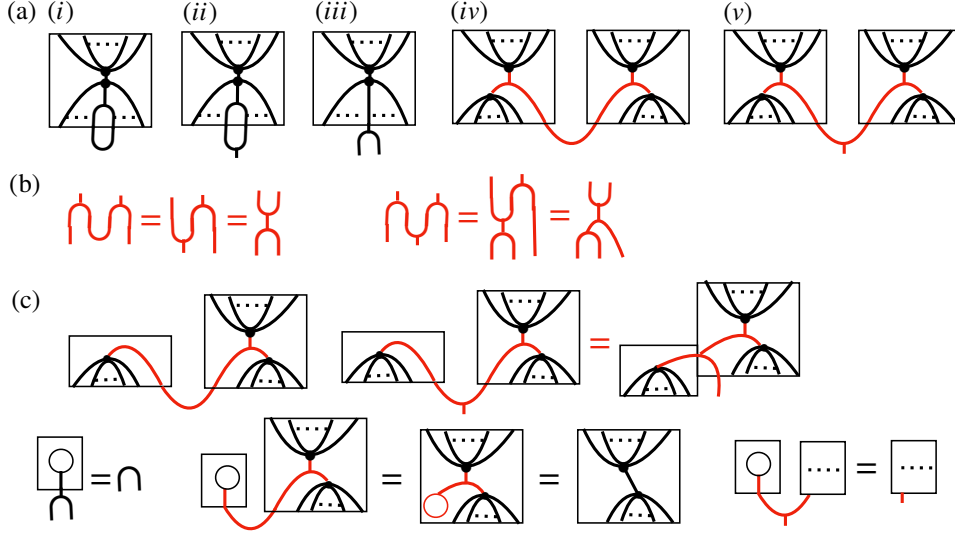 (a) (i) (ii) (iii) (iv) (v)
(b)
= = = =
(c)
=
= = = =